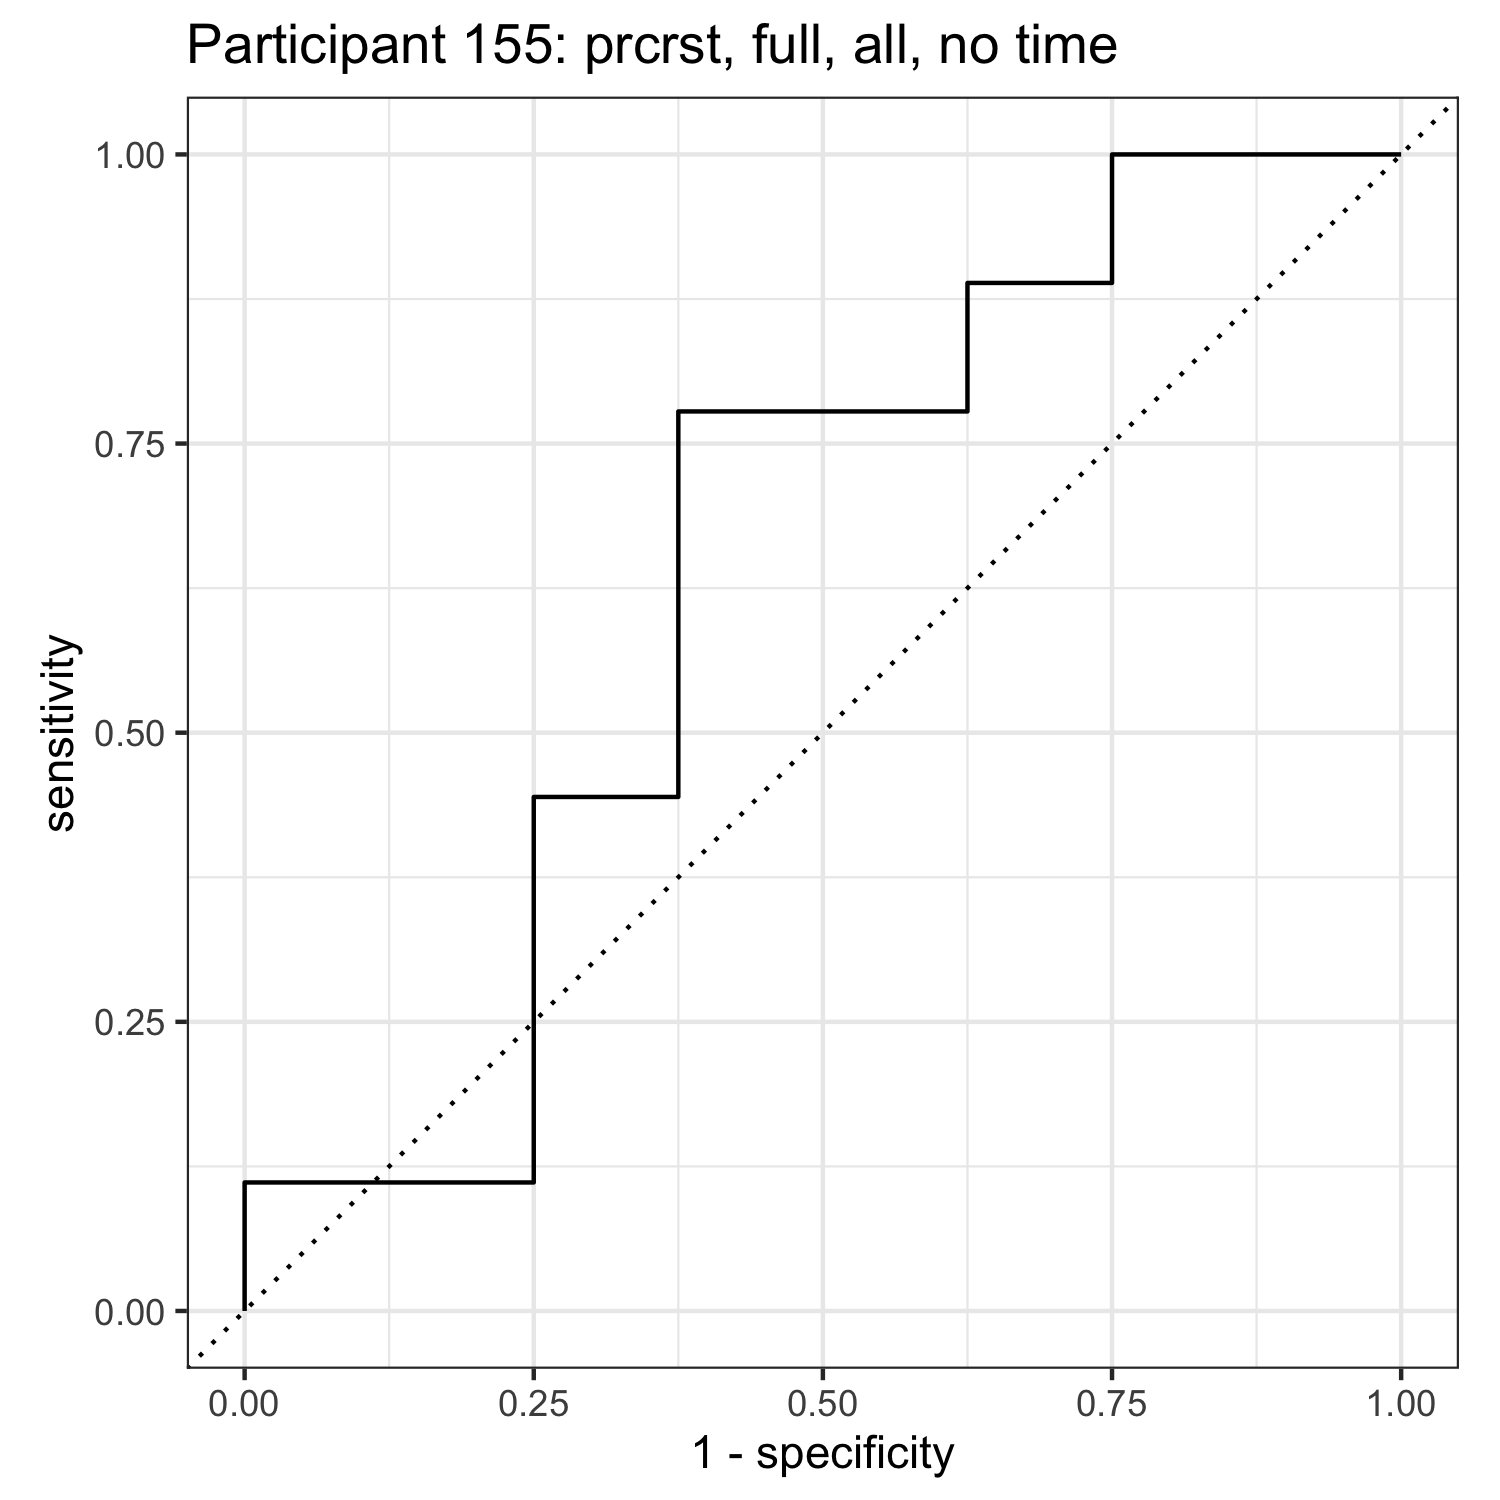 Participant 155: prcrst, full, all, no time
sensitivity
1.00
0.75
0.50
0.25
0.00
0.00 0.25 0.50 0.75 1.00
1 - specificity